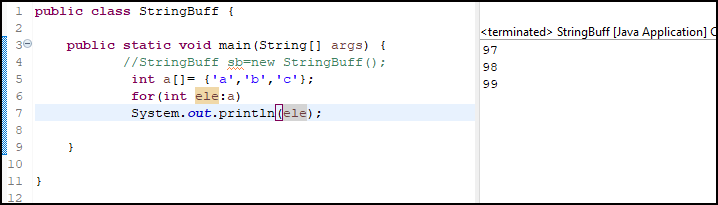 1 public class StringBuff {
2
3 public static void main(String[] args) {
4 //StringBuff sb=new StringBuff();
5 int a[]= {'a','b','c'};
6 for(int ele:a)
7 System.out.println(ele);
8
9 }
10
11 }
12
<terminated> StringBuff [Java Application] C
97
98
99